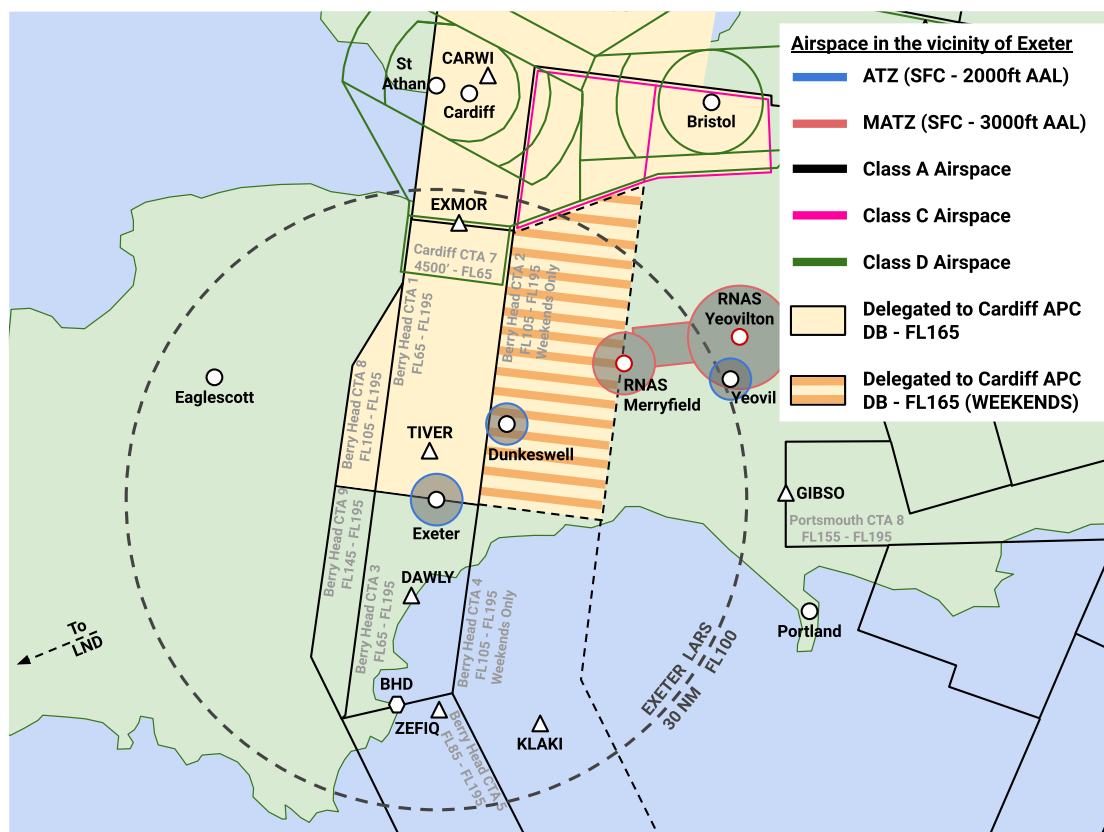 Airspace in the vicinity of Exeter
ATZ (SFC - 2000ft AAL)
MATZ (SFC - 3000ft AAL)
Class A Airspace
Class C Airspace
Class D Airspace
Delegated to Cardiff APC
DB - FL165
Delegated to Cardiff APC
DB - FL165 (WEEKENDS)
St
Athan
CARWI
Cardiff
Bristol
EXMOR
Cardiff CTA 7
4500' - FL65
Berry Head CTA 1
FL65 - FL195
Berry Head CTA 2
FL105 - FL195
Weekends Only
RNAS
Yeovilton
RNAS
Merryfield
Yeovil
Eaglescott
Berry Head CTA 8
FL105 - FL195
TIVER
Dunkeswell
Exeter
GIBSO
Portsmouth CTA 8
FL155 - FL195
Berry Head CTA 9
FL145 - FL195
DAWLY
Berry Head CTA 3
FL65 - FL195
Berry Head CTA 4
FL105 - FL195
Weekends Only
To
LND
Portland
EXETER LARS
30 NM FL100
BHD
ZEFIQ
KLAKI
Berry Head CTA 5
FL85 - FL195